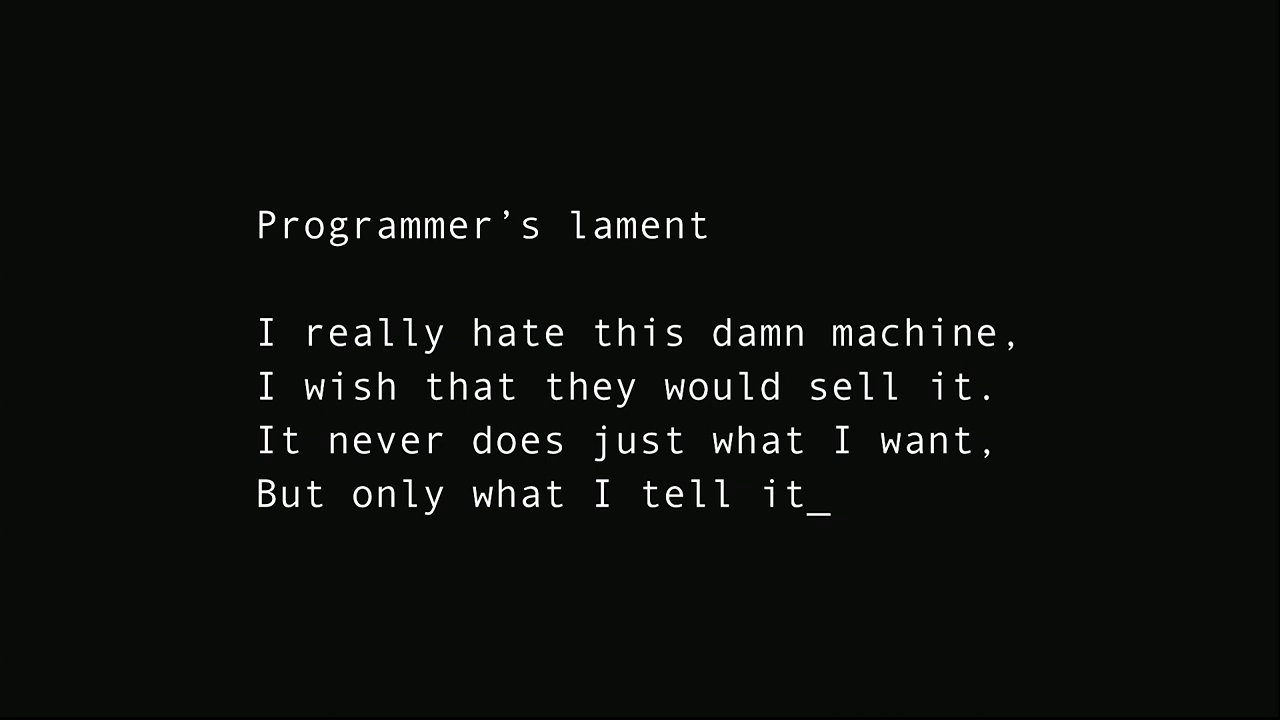 Programmer’s lament
I really hate this damn machine,
I wish that they would sell it.
It never does just what I want,
But only what I tell it_